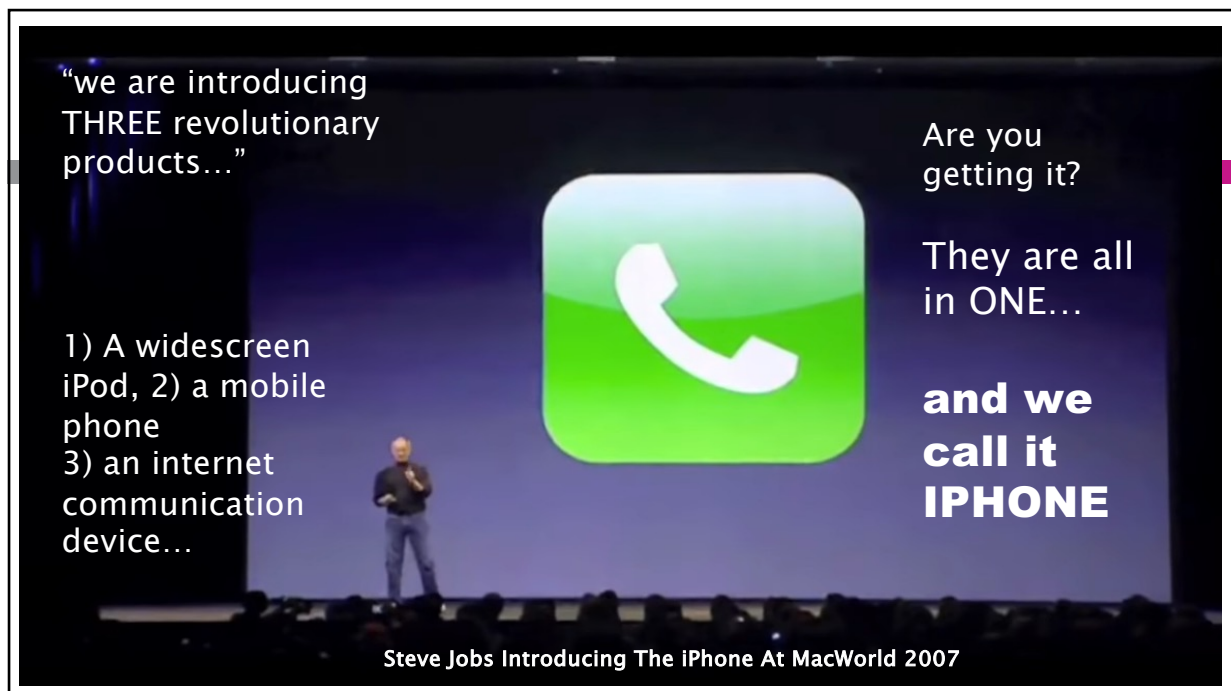 “we are introducing
THREE revolutionary
products…”
1) A widescreen
iPod, 2) a mobile
phone
3) an internet
communication
device…
Are you
getting it?
They are all
in ONE…
and we
call it
IPHONE
Steve Jobs Introducing The iPhone At MacWorld 2007